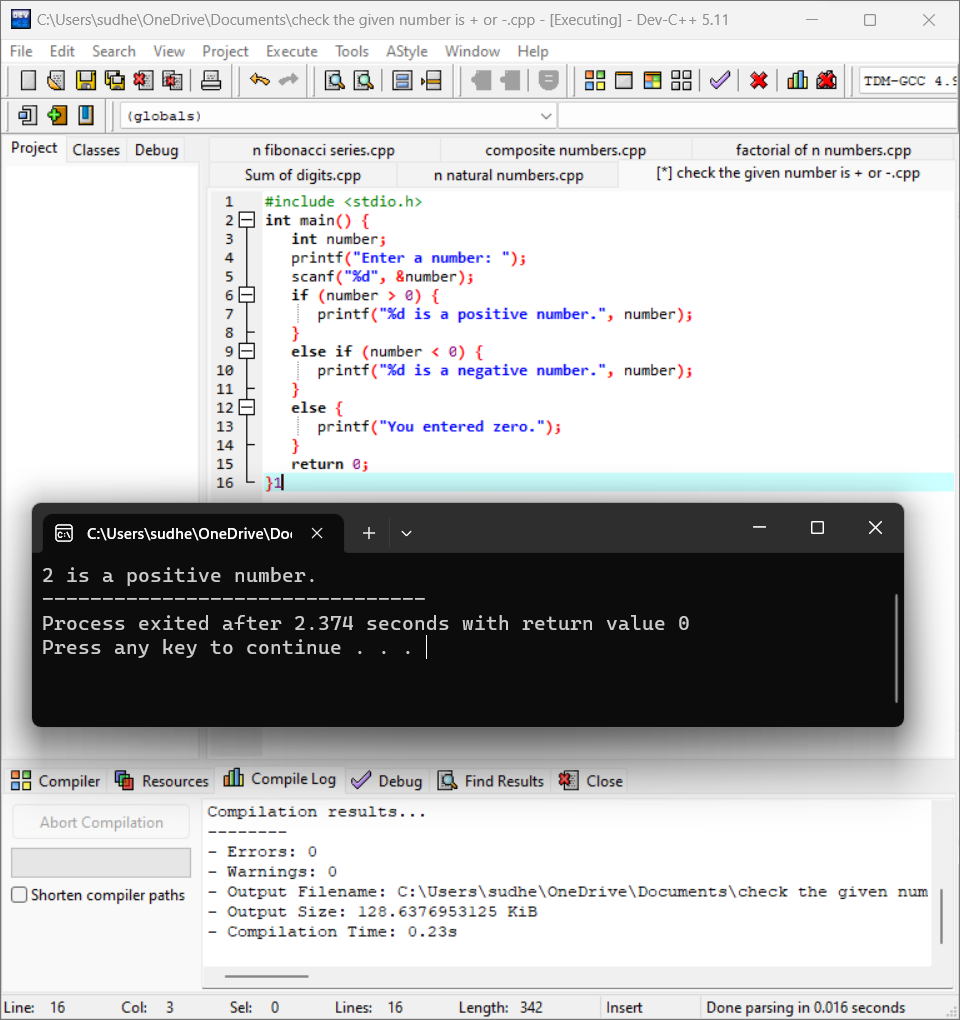 C:\Users\sudhe\OneDrive\Documents\check the given number is + or -.cpp - [Executing] - Dev-C++ 5.11
File Edit Search View Project Execute Tools AStyle Window Help
TDM-GCC 4.9
(globals)
Project Classes Debug
n fibonacci series.cpp composite numbers.cpp factorial of n numbers.cpp
Sum of digits.cpp n natural numbers.cpp [*] check the given number is + or -.cpp
1 #include <stdio.h>
2 int main() {
3 int number;
4 printf("Enter a number: ");
5 scanf("%d", &number);
6 if (number > 0) {
7 printf("%d is a positive number.", number);
8 }
9 else if (number < 0) {
10 printf("%d is a negative number.", number);
11 }
12 else {
13 printf("You entered zero.");
14 }
15 return 0;
16 }1
C:\Users\sudhe\OneDrive\Do
2 is a positive number.
--------------------------------
Process exited after 2.374 seconds with return value 0
Press any key to continue . . .
Compiler Resources Compile Log Debug Find Results Close
Abort Compilation
Shorten compiler paths
Compilation results...
--------
- Errors: 0
- Warnings: 0
- Output Filename: C:\Users\sudhe\OneDrive\Documents\check the given num
- Output Size: 128.6376953125 KiB
- Compilation Time: 0.23s
Line: 16 Col: 3 Sel: 0 Lines: 16 Length: 342 Insert Done parsing in 0.016 seconds